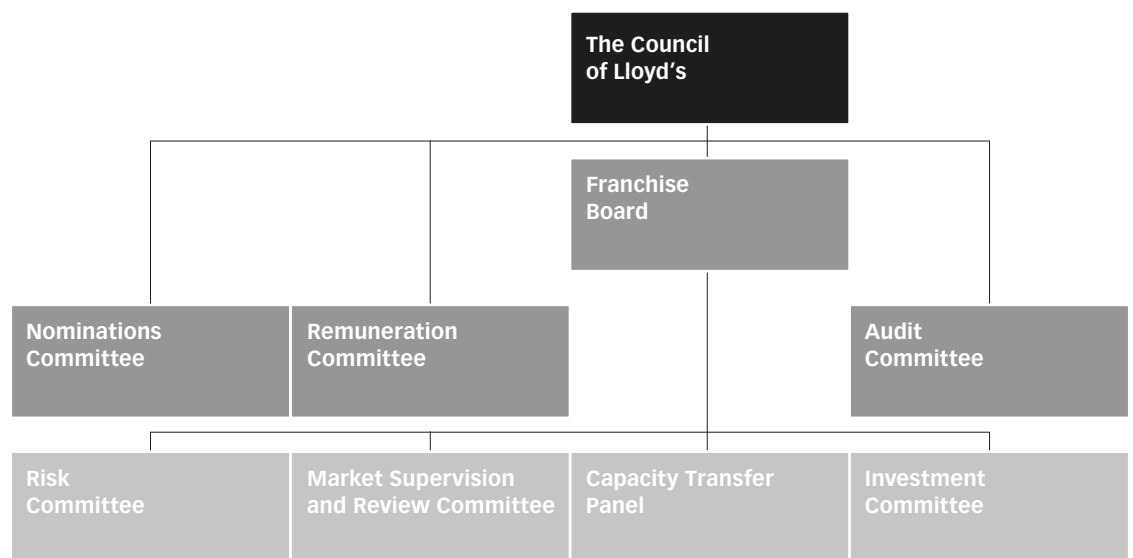 The Council
of Lloyd's
Franchise
Board
Nominations
Committee
Remuneration
Committee
Audit
Committee
Risk
Committee
Market Supervision
and Review Committee
Capacity Transfer
Panel
Investment
Committee